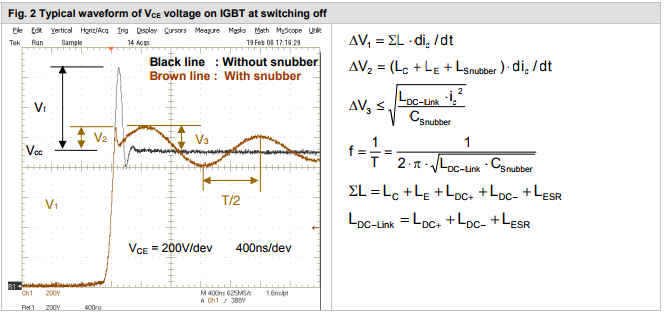 Fig. 2 Typical waveform of VCE voltage on IGBT at switching off
File Edit Vertical Horiz/Acq Trig Display Cursors Measure Masks Math MyScope Utilit
Tek Run Sample 14 Acqs 19 Feb 08 17:16:29
Black line : Without snubber
Brown line : With snubber
V1
V2
V3
Vcc
V1
T/2
VCE = 200V/dev 400ns/dev
Ch1 200V
M 400ns 625MS/s 1.6ns/pt
A Ch1 / 388V
Ref1 200V 400ns
ΔV1 = ΣL · dic /dt
ΔV2 = (LC + LE + LSnubber ) · dic /dt
ΔV3 ≤ √(LDC−Link · ic² / CSnubber)
f = 1/T = 1 / (2 · π · √(LDC−Link · CSnubber))
ΣL = LC + LE + LDC+ + LDC− + LESR
LDC−Link = LDC+ + LDC− + LESR